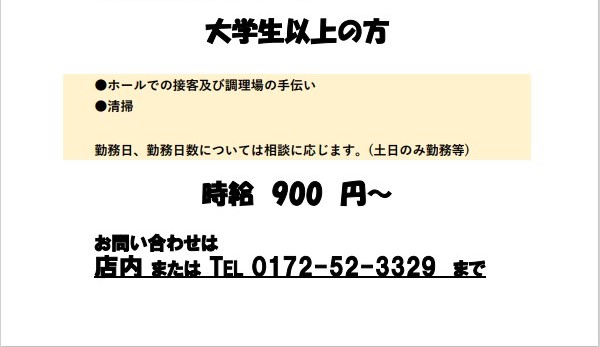 大学生以上の方
●ホールでの接客及び調理場の手伝い
●清掃
勤務日、勤務日数については相談に応じます。(土日のみ勤務等)
時給 900 円～
お問い合わせは
店内 または TEL 0172-52-3329 まで